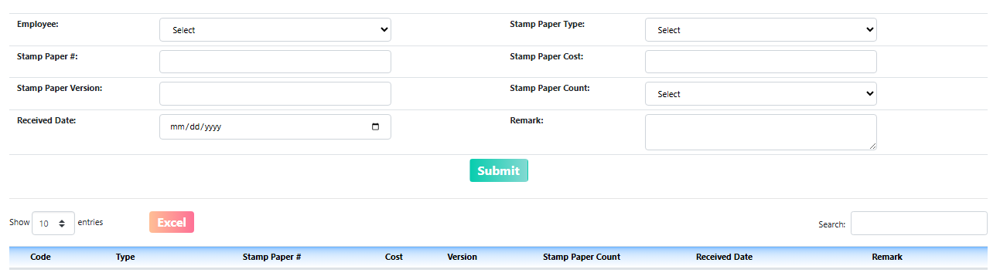 Employee: Select Stamp Paper Type: Select
Stamp Paper #: Stamp Paper Cost:
Stamp Paper Version: Stamp Paper Count: Select
Received Date: mm/dd/yyyy Remark:
Submit
Show 10 entries Excel Search:
Code Type Stamp Paper # Cost Version Stamp Paper Count Received Date Remark